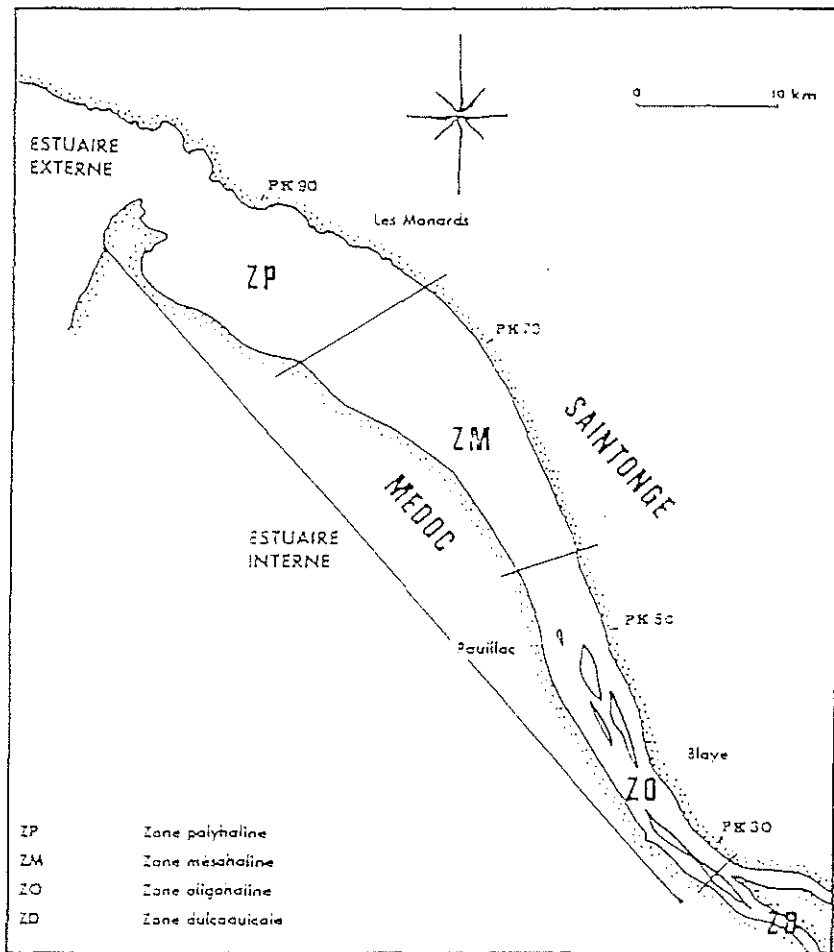 ESTUAIRE
EXTERNE
0 10 km
PK 90
Les Monards
ZP
PK 70
ZM
SAINTONGE
MEDOC
ESTUAIRE
INTERNE
PK 50
Pauillac
Blaye
ZO
PK 30
ZD
ZP Zone polyhaline
ZM Zone mésohaline
ZO Zone oligohaline
ZD Zone dulçaquicole